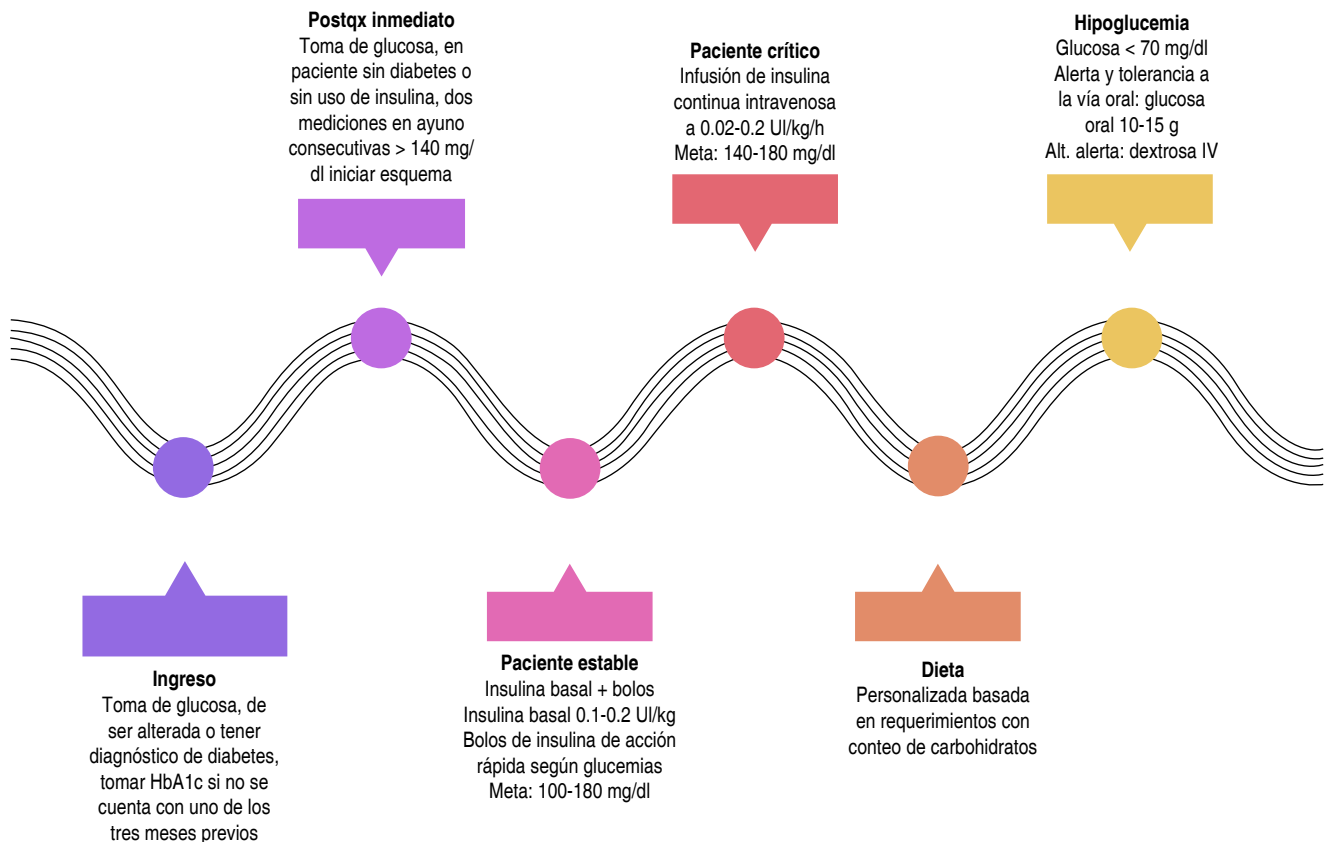 Postqx inmediato
Toma de glucosa, en
paciente sin diabetes o
sin uso de insulina, dos
mediciones en ayuno
consecutivas > 140 mg/
dl iniciar esquema
Paciente crítico
Infusión de insulina
continua intravenosa
a 0.02-0.2 UI/kg/h
Meta: 140-180 mg/dl
Hipoglucemia
Glucosa < 70 mg/dl
Alerta y tolerancia a
la vía oral: glucosa
oral 10-15 g
Alt. alerta: dextrosa IV
Ingreso
Toma de glucosa, de
ser alterada o tener
diagnóstico de diabetes,
tomar HbA1c si no se
cuenta con uno de los
tres meses previos
Paciente estable
Insulina basal + bolos
Insulina basal 0.1-0.2 UI/kg
Bolos de insulina de acción
rápida según glucemias
Meta: 100-180 mg/dl
Dieta
Personalizada basada
en requerimientos con
conteo de carbohidratos